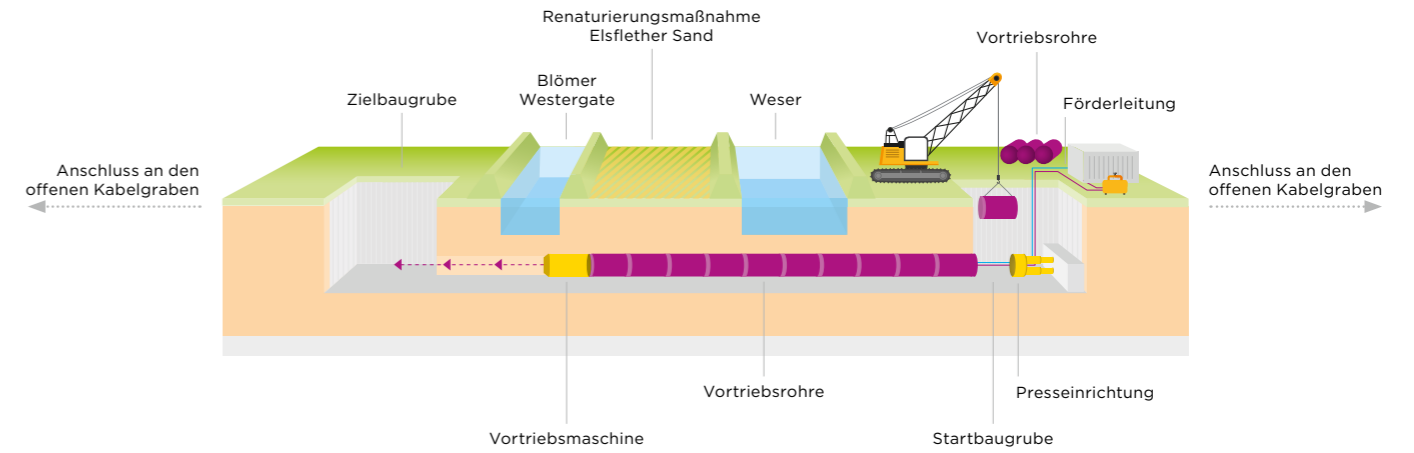 Renaturierungsmaßnahme
Elsflether Sand
Vortriebsrohre
Blömer
Westergate
Zielbaugrube
Weser
Förderleitung
Anschluss an den
offenen Kabelgraben
Anschluss an den
offenen Kabelgraben
Vortriebsrohre
Presseinrichtung
Vortriebsmaschine
Startbaugrube